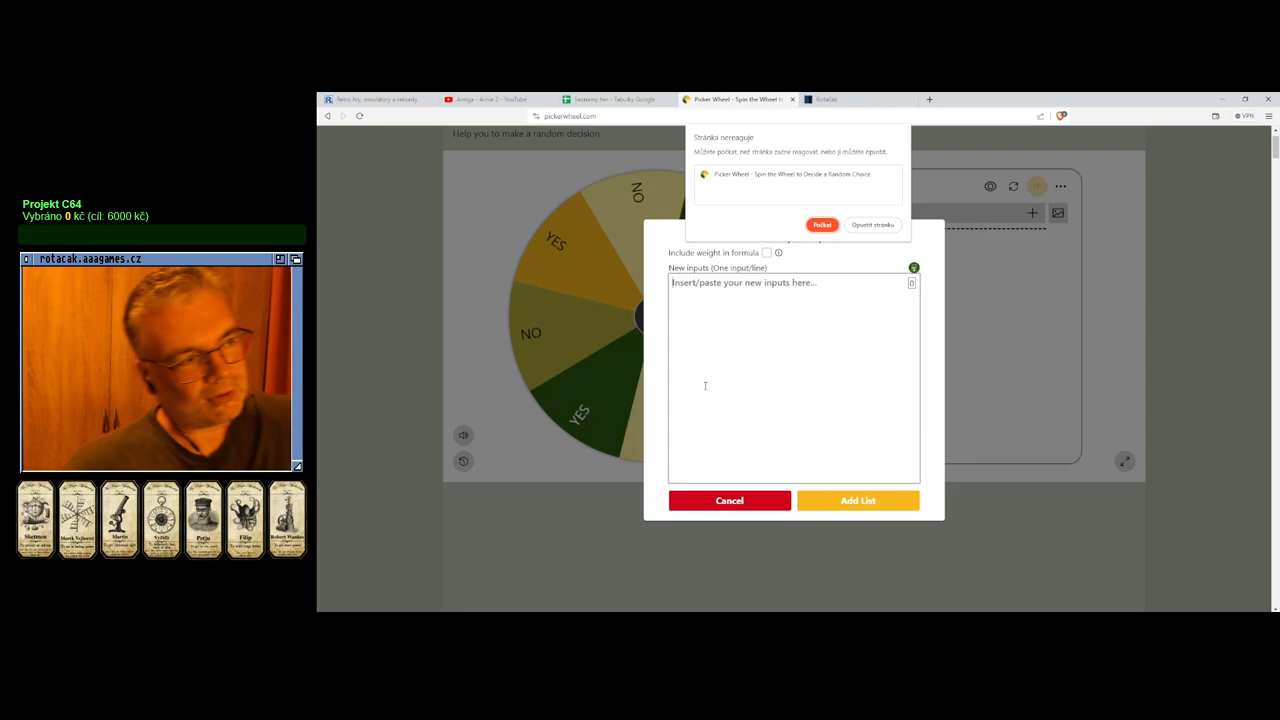 Projekt C64
Vybráno 0 kč (cíl: 6000 kč)
rotacak.aaagames.cz
Sketmen
Marek Vejborný
Martin
Petju
Filip
Robert Wankes
Retro hry, emulátory a rekordy
Amiga - Arnie 2 - YouTube
Seznamy her – Tabulky Google
Picker Wheel - Spin the Wheel to
Rotačák
pickerwheel.com
VPN
Help you to make a random decision
Stránka nereaguje
Můžete počkat, než stránka začne reagovat, nebo ji můžete opustit.
Picker Wheel - Spin the Wheel to Decide a Random Choice
Počkat
Opustit stránku
NO
YES
NO
YES
Include weight in formula
New inputs (One input/line)
Insert/paste your new inputs here...
0
Cancel
Add List